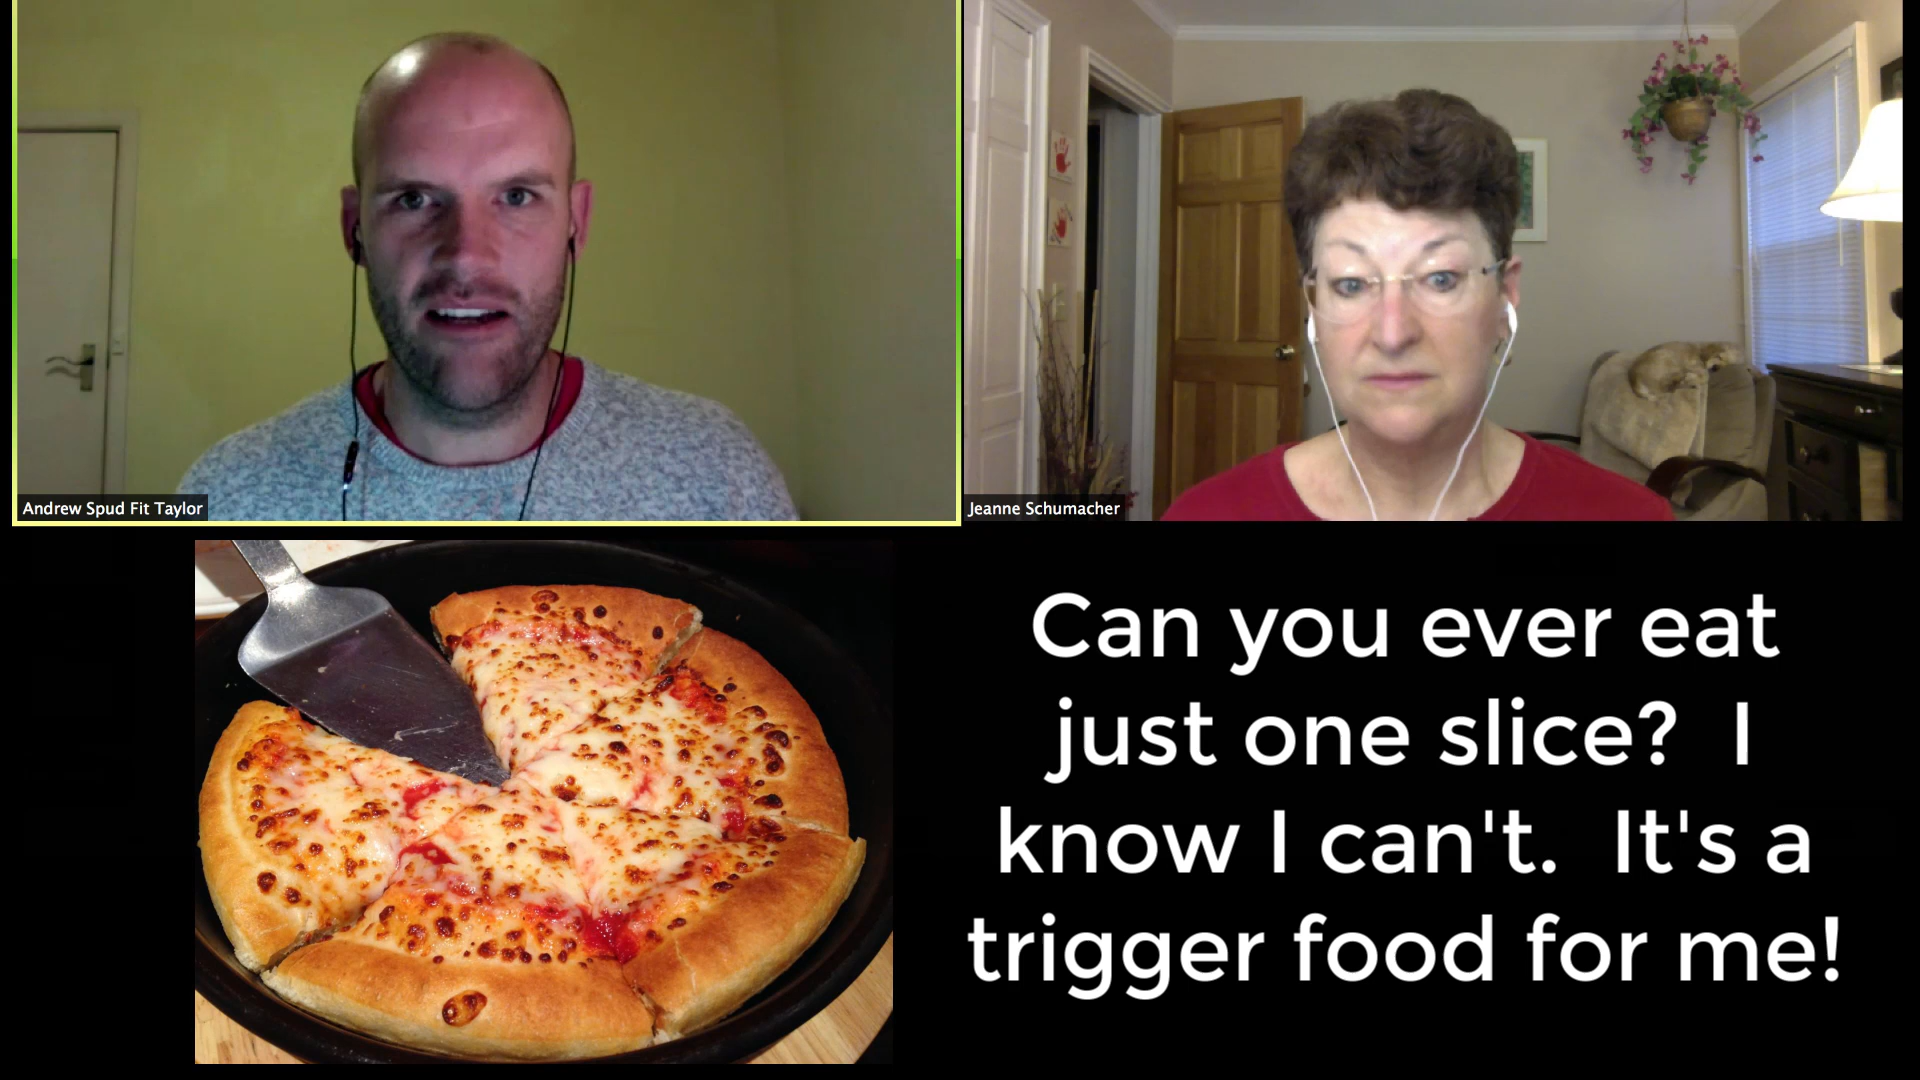 Andrew Spud Fit Taylor
Jeanne Schumacher
Can you ever eat
just one slice?  I
know I can't.  It's a
trigger food for me!